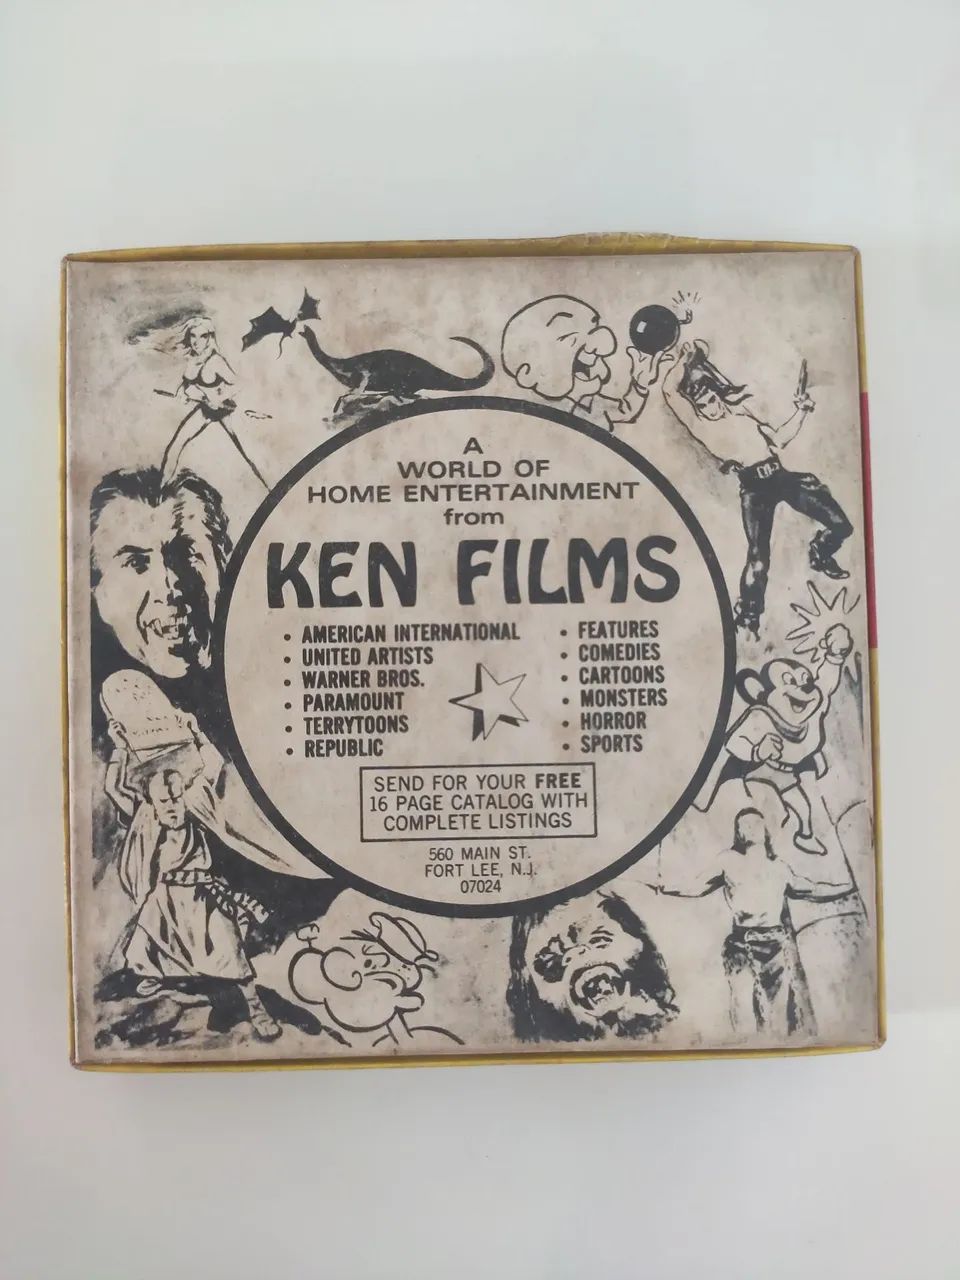 A
WORLD OF
HOME ENTERTAINMENT
from
KEN FILMS
• AMERICAN INTERNATIONAL
• UNITED ARTISTS
• WARNER BROS.
• PARAMOUNT
• TERRYTOONS
• REPUBLIC
• FEATURES
• COMEDIES
• CARTOONS
• MONSTERS
• HORROR
• SPORTS
SEND FOR YOUR FREE
16 PAGE CATALOG WITH
COMPLETE LISTINGS
560 MAIN ST.
FORT LEE, N.J.
07024